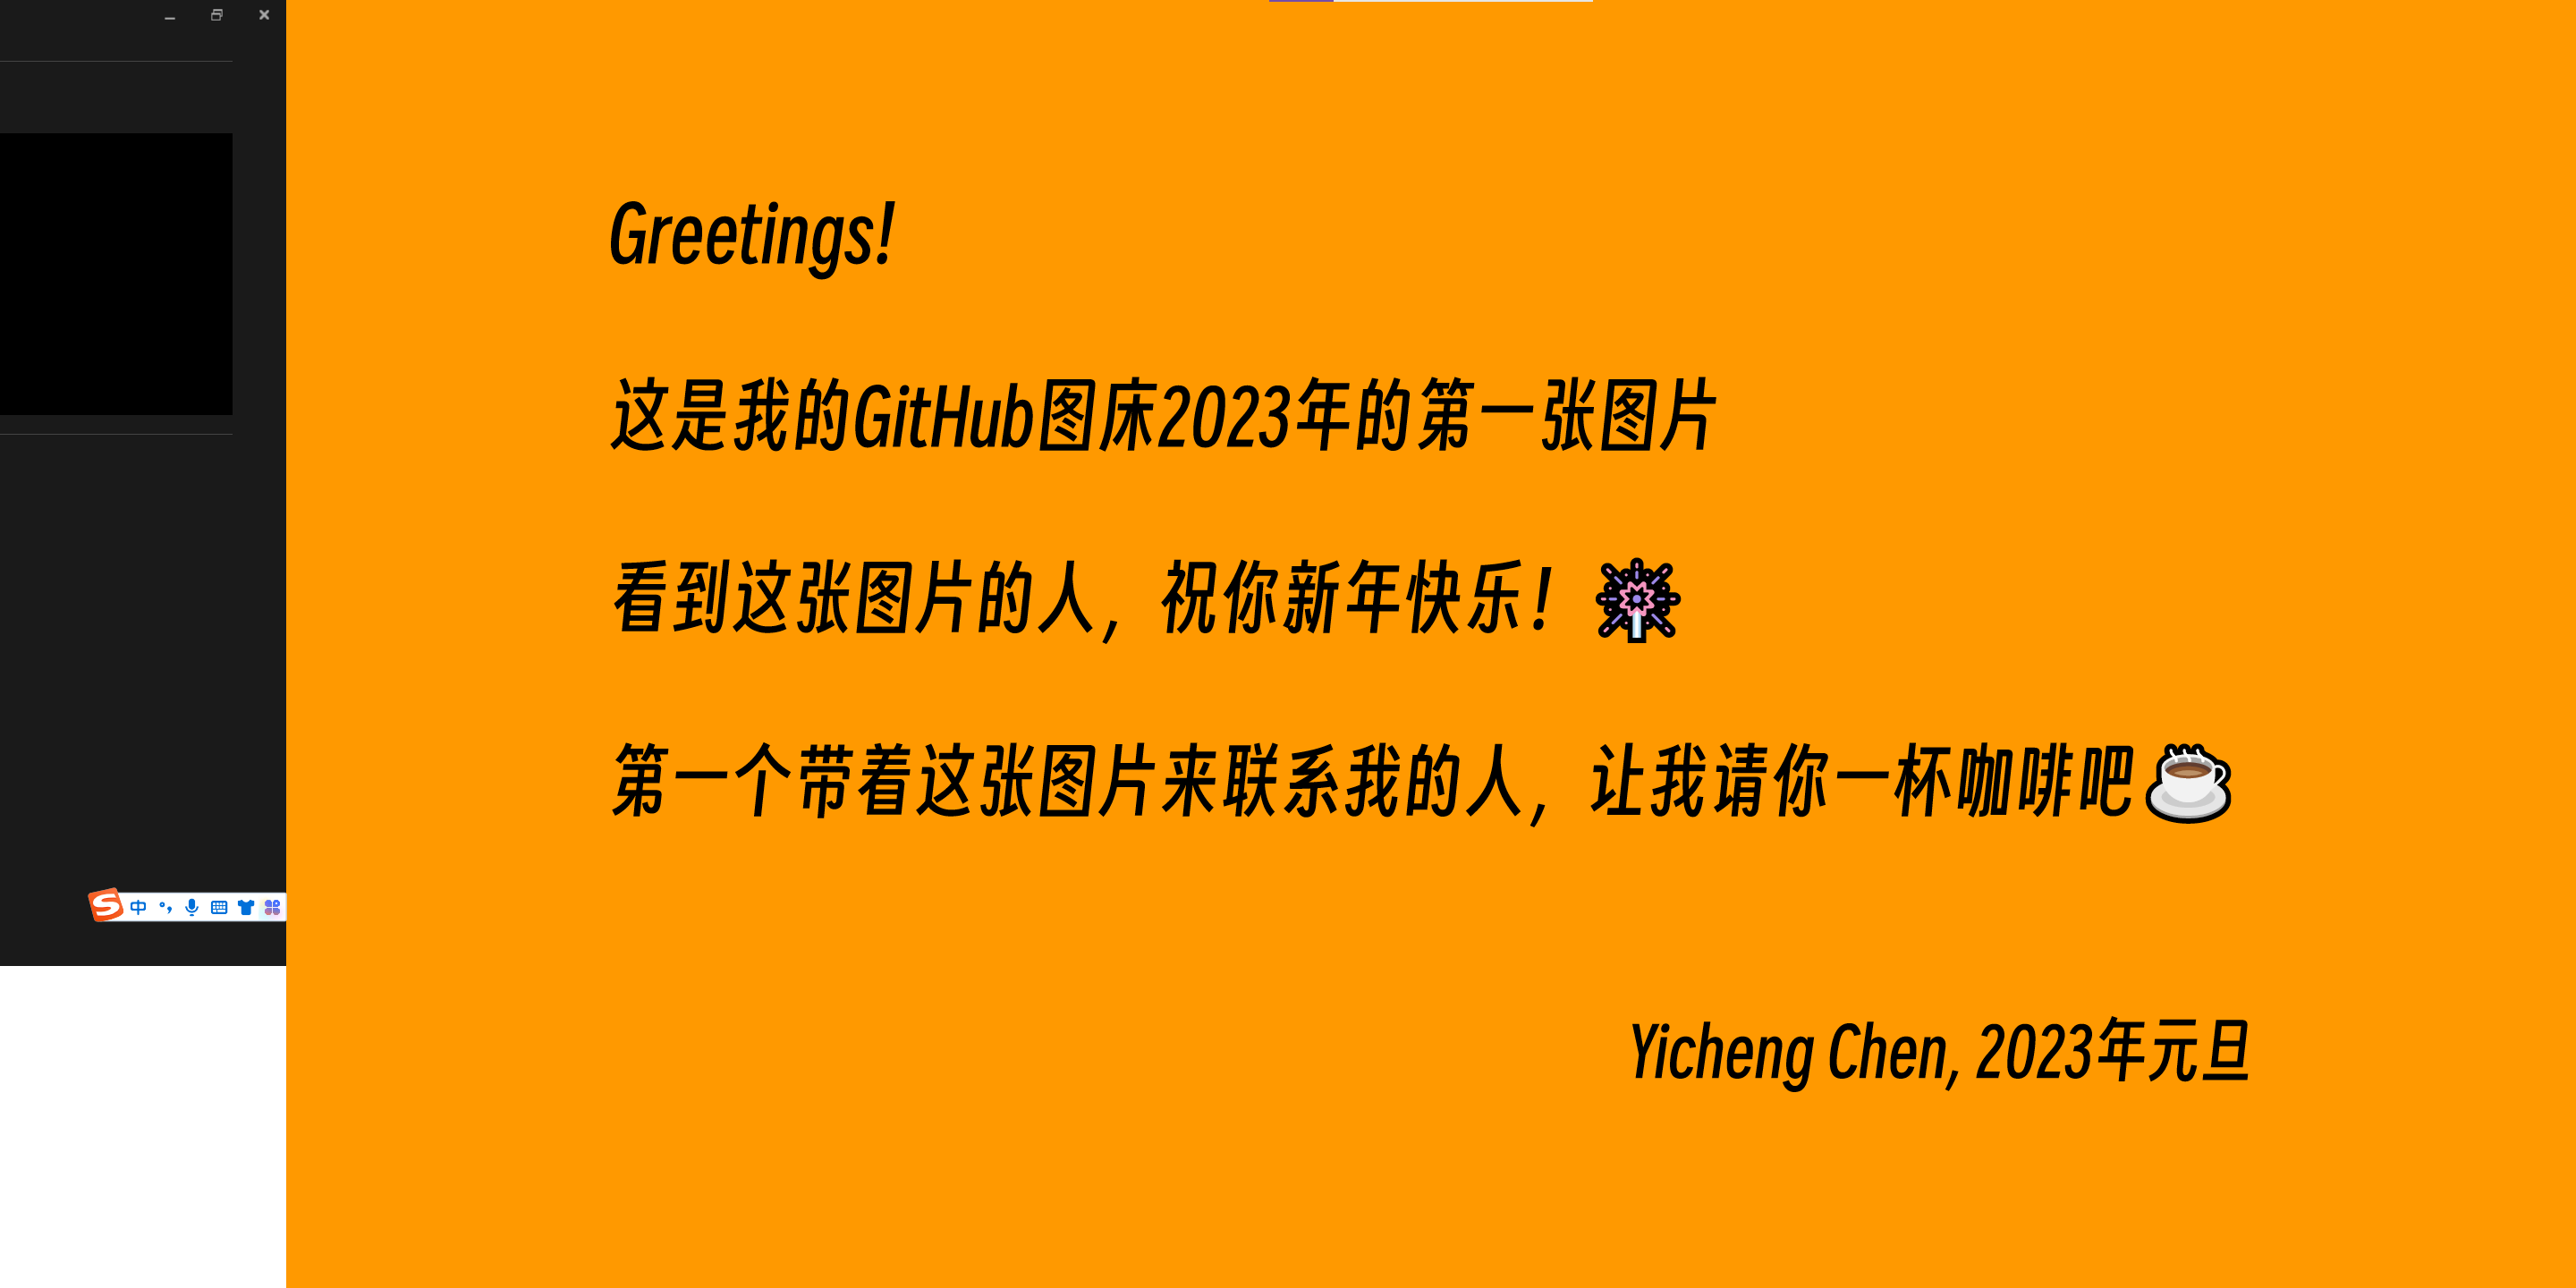 Greetings!
这是我的GitHub图床2023年的第一张图片
看到这张图片的人，祝你新年快乐！🎆
第一个带着这张图片来联系我的人，让我请你一杯咖啡吧☕
S中
Yicheng Chen, 2023年元旦